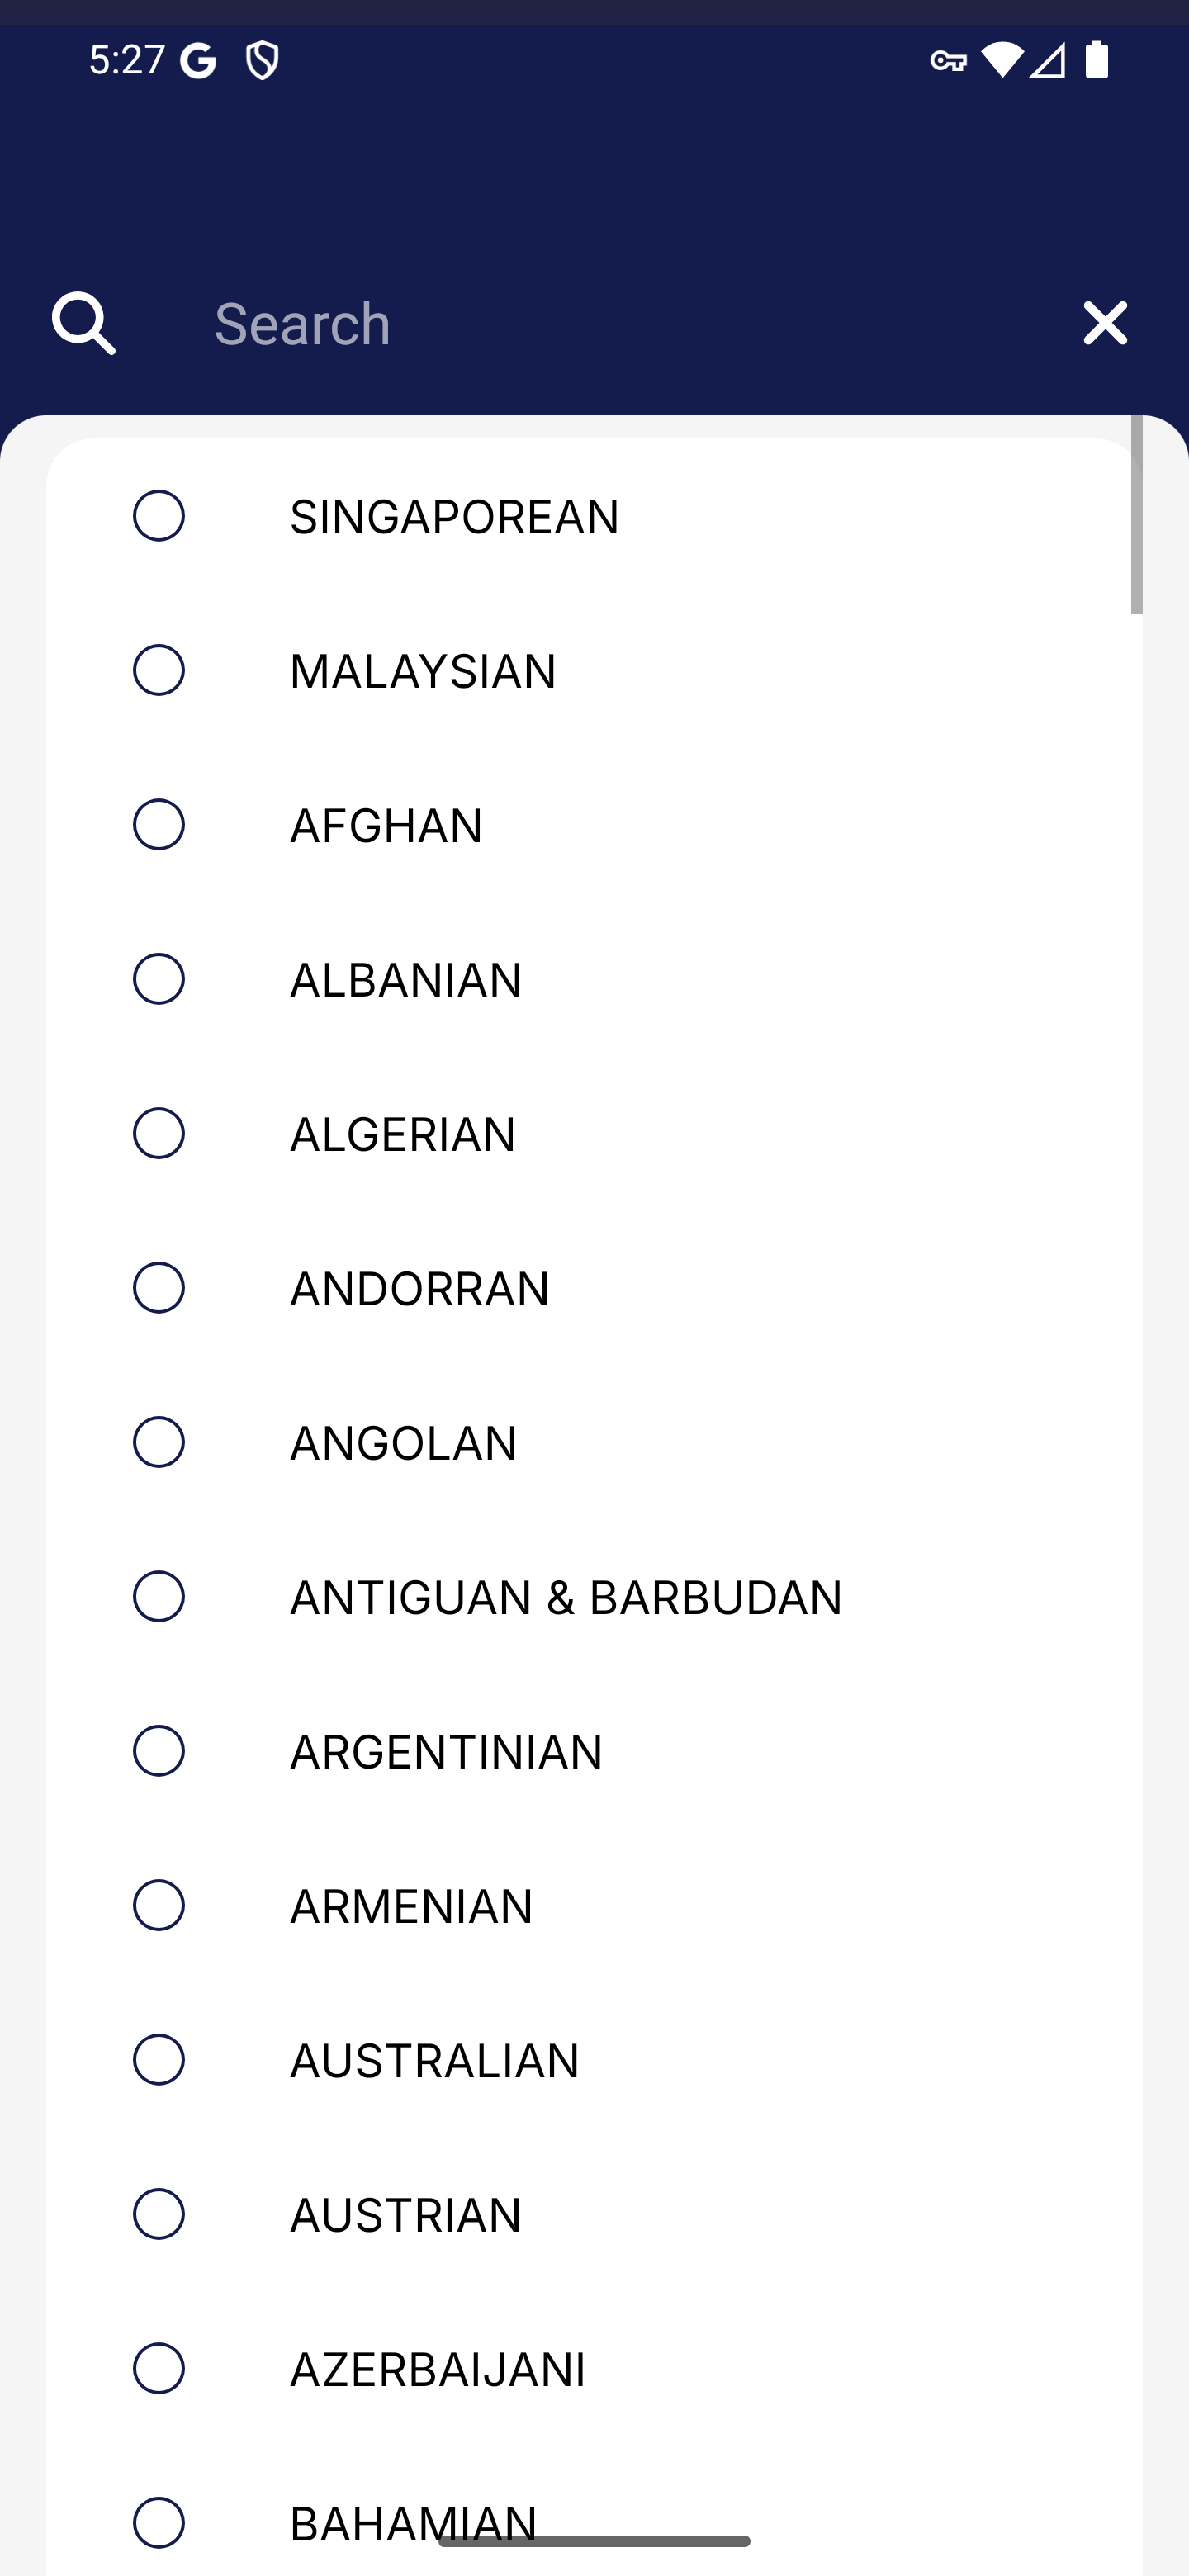 5:27
Search
SINGAPOREAN
MALAYSIAN
AFGHAN
ALBANIAN
ALGERIAN
ANDORRAN
ANGOLAN
ANTIGUAN & BARBUDAN
ARGENTINIAN
ARMENIAN
AUSTRALIAN
AUSTRIAN
AZERBAIJANI
BAHAMIAN